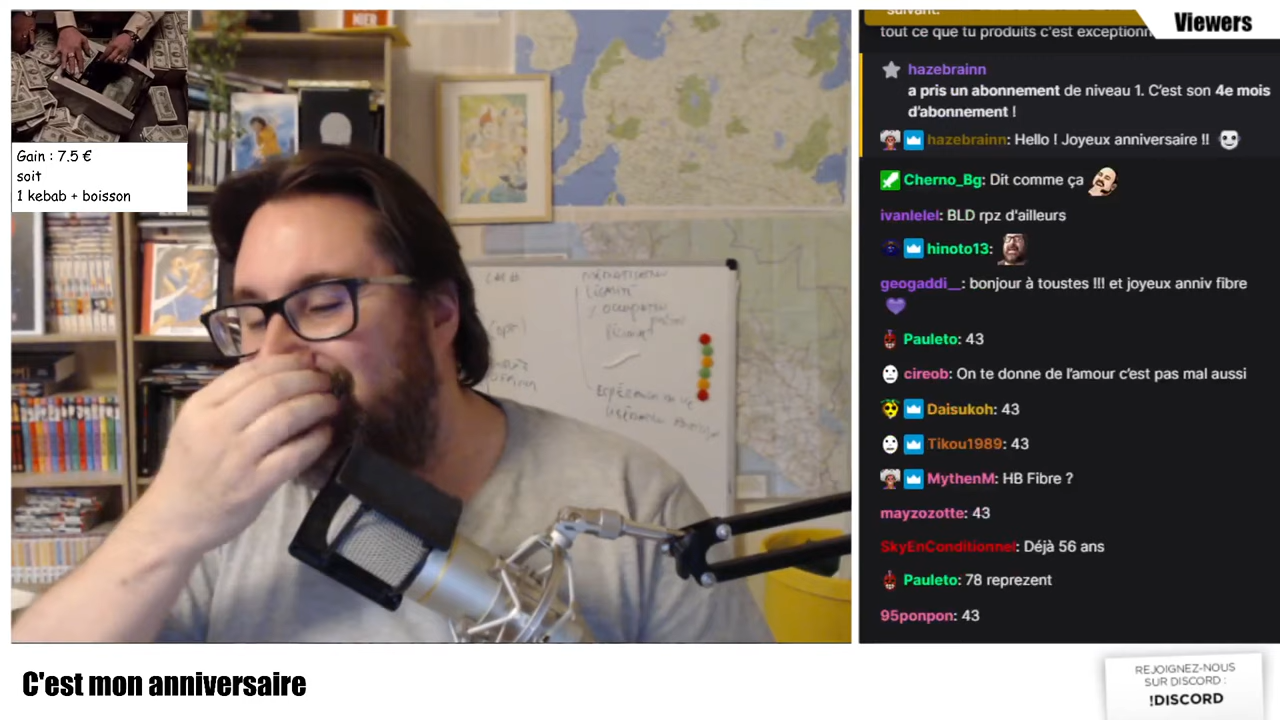 HIER
Gain : 7.5 €
soit
1 kebab + boisson
Viewers
suivant.
tout ce que tu produits c'est exceptionn
hazebrainn
a pris un abonnement de niveau 1. C'est son 4e mois
d'abonnement !
hazebrainn: Hello ! Joyeux anniversaire !!
Cherno_Bg: Dit comme ça
ivanlelel: BLD rpz d'ailleurs
hinoto13:
geogaddi__: bonjour à toustes !!! et joyeux anniv fibre
Pauleto: 43
cireob: On te donne de l'amour c'est pas mal aussi
Daisukoh: 43
Tikou1989: 43
MythenM: HB Fibre ?
mayzozotte: 43
SkyEnConditionnel: Déjà 56 ans
Pauleto: 78 reprezent
95ponpon: 43
C'est mon anniversaire
REJOIGNEZ-NOUS
SUR DISCORD :
!DISCORD